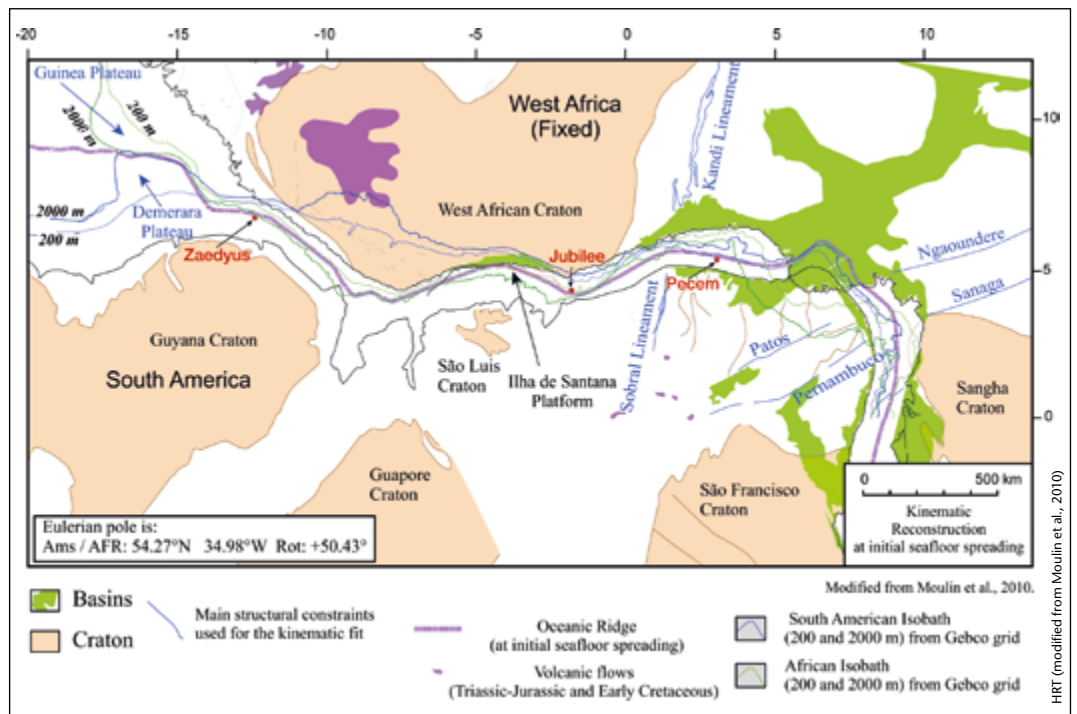 -20 -15 -10 -5 0 5 10
Guinea Plateau
2000 m
200 m
West Africa
(Fixed)
Kandi Lineament
10
2000 m
200 m
Demerara
Plateau
West African Craton
Zaedyus
Jubilee
Pecem
Ngaoundere
5
Sanaga
Guyana Craton
South America
São Luis
Craton
Ilha de Santana
Platform
Sobral Lineament
Patos
Pernambuco
Sangha
Craton
0
Guapore
Craton
São Francisco
Craton
0 500 km
Kinematic
Reconstruction
at initial seafloor spreading
Eulerian pole is:
Ams / AFR: 54.27°N 34.98°W Rot: +50.43°
Modified from Moulin et al., 2010.
HRT (modified from Moulin et al., 2010)
Basins
Craton
Main structural constraints
used for the kinematic fit
Oceanic Ridge
(at initial seafloor spreading)
Volcanic flows
(Triassic-Jurassic and Early Cretaceous)
South American Isobath
(200 and 2000 m) from Gebco grid
African Isobath
(200 and 2000 m) from Gebco grid